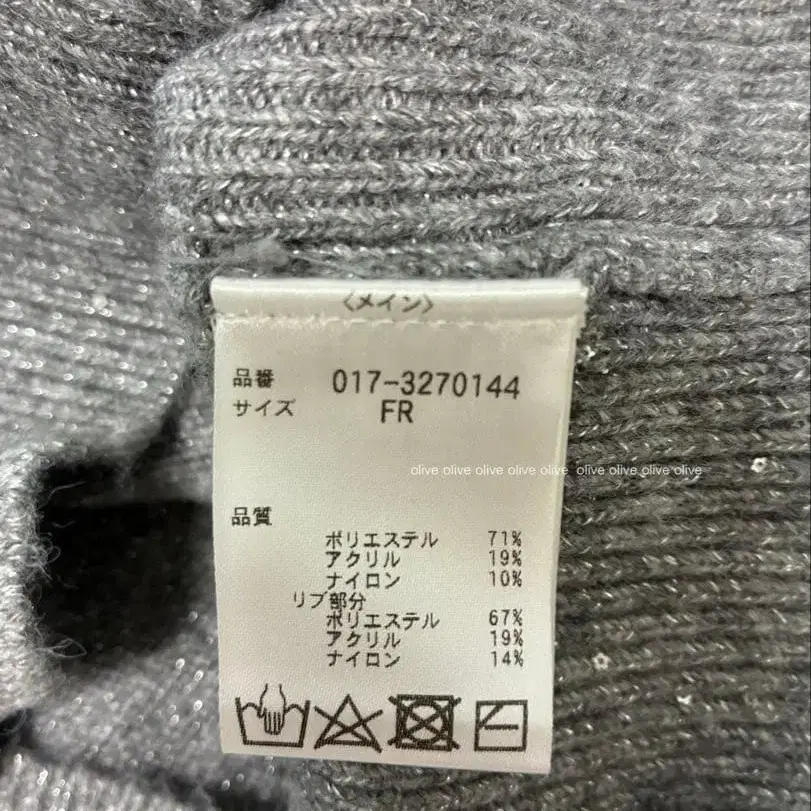 〈メイン〉
品番 017-3270144
サイズ FR
olive olive olive olive olive olive olive olive olive
品質
ポリエステル 71%
アクリル 19%
ナイロン 10%
リブ部分
ポリエステル 67%
アクリル 19%
ナイロン 14%